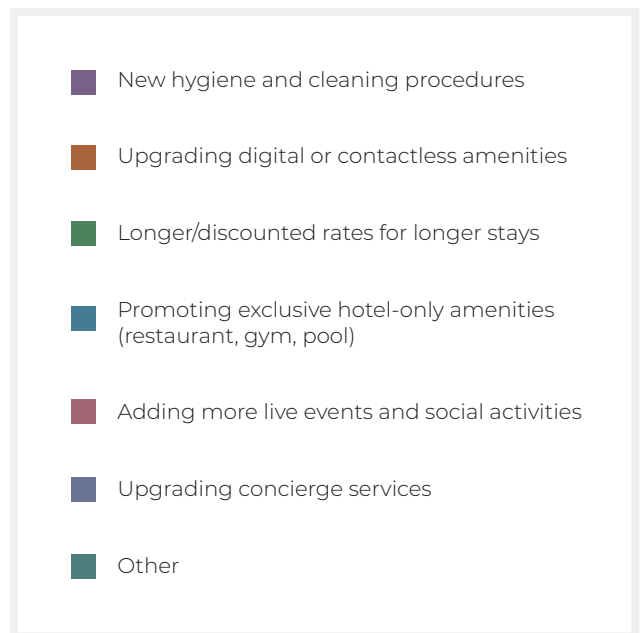 New hygiene and cleaning procedures
Upgrading digital or contactless amenities
Longer/discounted rates for longer stays
Promoting exclusive hotel-only amenities
(restaurant, gym, pool)
Adding more live events and social activities
Upgrading concierge services
Other